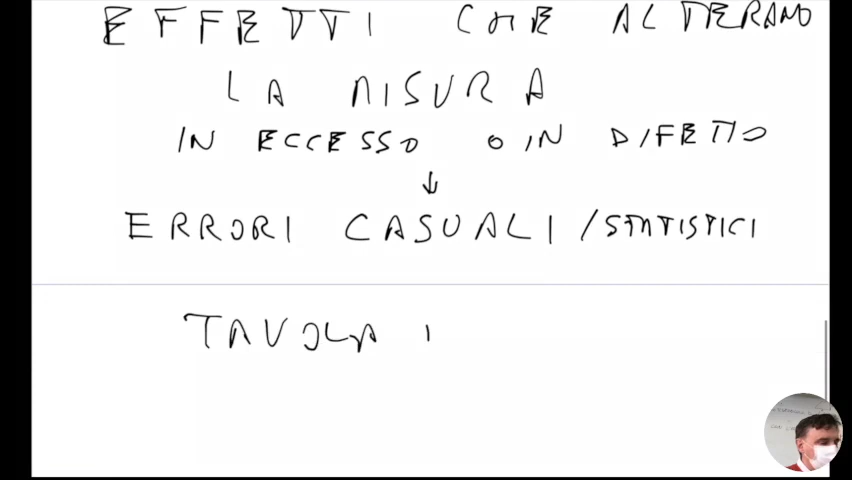 EFFETTI CHE ALTERANO
LA MISURA
IN ECCESSO O IN DIFETTO
↓
ERRORI CASUALI / STATISTICI
TAVOLA I